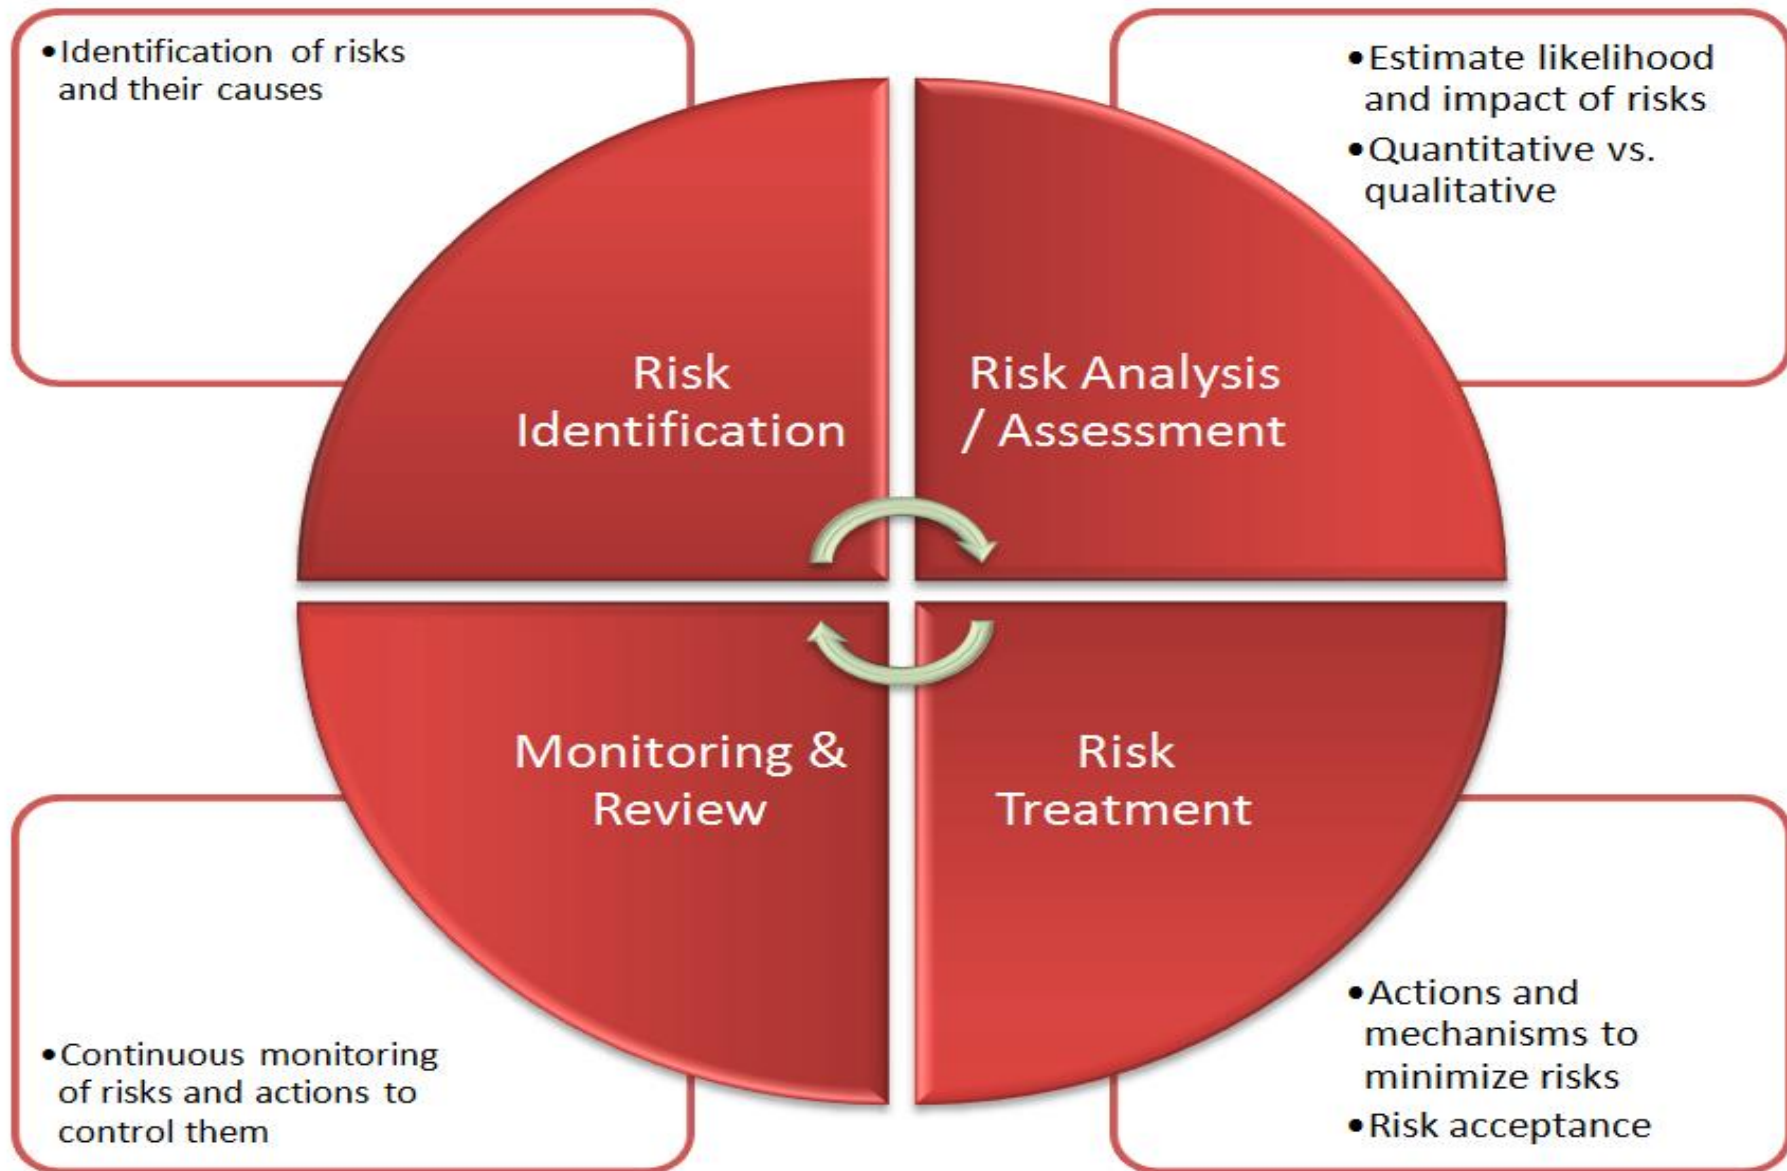 •Identification of risks
and their causes
•Estimate likelihood
and impact of risks
•Quantitative vs.
qualitative
Risk
Identification
Risk Analysis
/ Assessment
Monitoring &
Review
Risk
Treatment
•Continuous monitoring
of risks and actions to
control them
•Actions and
mechanisms to
minimize risks
•Risk acceptance